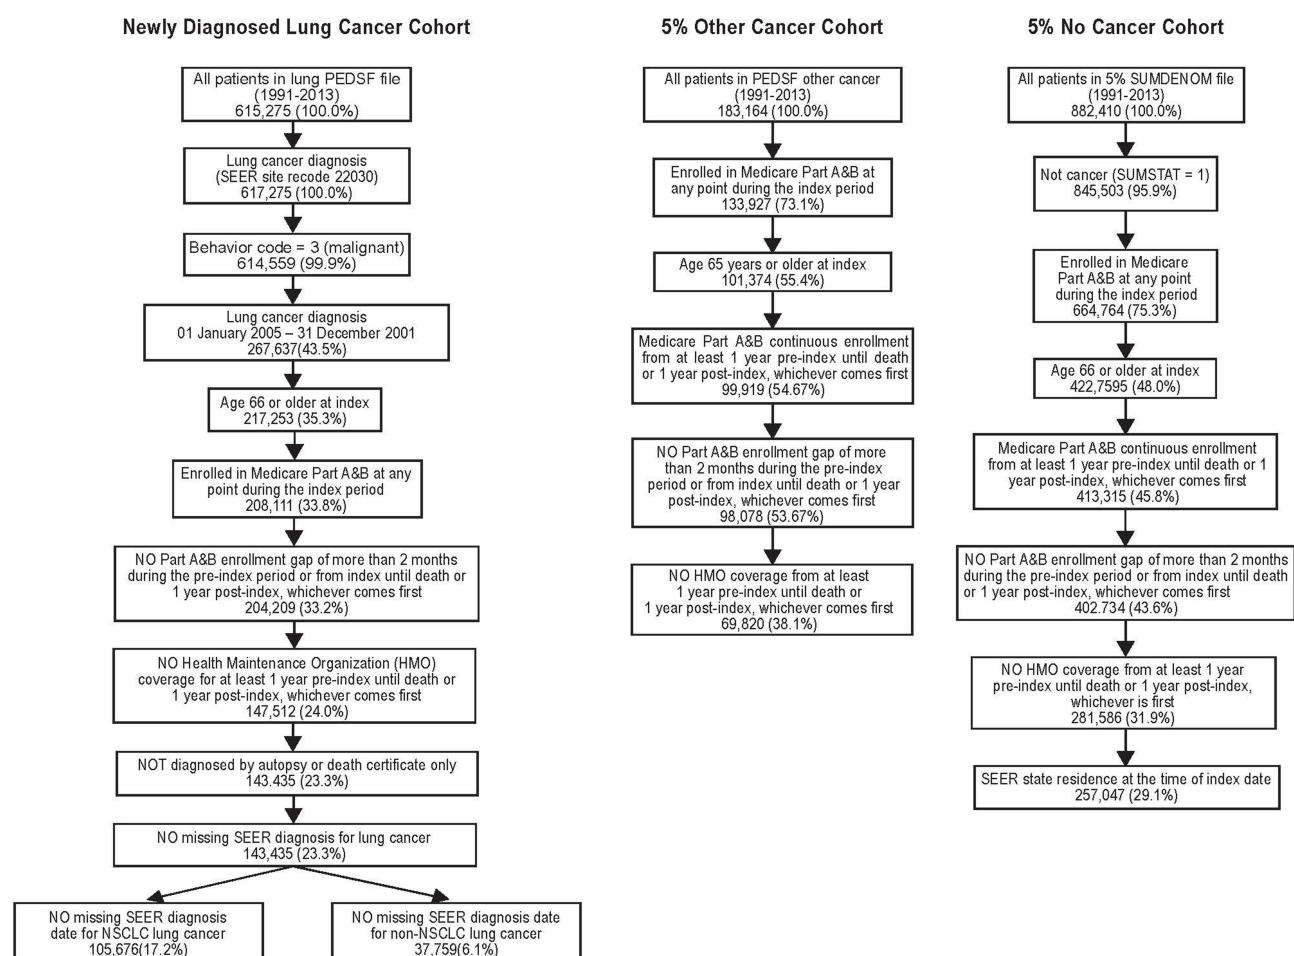 Newly Diagnosed Lung Cancer Cohort
All patients in lung PEDSF file
(1991-2013)
615,275 (100.0%)
Lung cancer diagnosis
(SEER site recode 22030)
617,275 (100.0%)
Behavior code = 3 (malignant)
614,559 (99.9%)
Lung cancer diagnosis
01 January 2005 – 31 December 2001
267,637(43.5%)
Age 66 or older at index
217,253 (35.3%)
Enrolled in Medicare Part A&B at any
point during the index period
208,111 (33.8%)
NO Part A&B enrollment gap of more than 2 months
during the pre-index period or from index until death or
1 year post-index, whichever comes first
204,209 (33.2%)
NO Health Maintenance Organization (HMO)
coverage for at least 1 year pre-index until death or
1 year post-index, whichever comes first
147,512 (24.0%)
NOT diagnosed by autopsy or death certificate only
143.435 (23.3%)
NO missing SEER diagnosis for lung cancer
143,435 (23.3%)
NO missing SEER diagnosis
date for NSCLC lung cancer
105,676(17.2%)
NO missing SEER diagnosis date
for non-NSCLC lung cancer
37,759(6.1%)
5% Other Cancer Cohort
All patients in PEDSF other cancer
(1991-2013)
183,164 (100.0%)
Enrolled in Medicare Part A&B at
any point during the index period
133,927 (73.1%)
Age 65 years or older at index
101,374 (55.4%)
Medicare Part A&B continuous enrollment
from at least 1 year pre-index until death
or 1 year post-index, whichever comes first
99,919 (54.67%)
NO Part A&B enrollment gap of more
than 2 months during the pre-index
period or from index until death or 1 year
post-index, whichever comes first
98,078 (53.67%)
NO HMO coverage from at least
1 year pre-index until death or
1 year post-index, whichever comes first
69,820 (38.1%)
5% No Cancer Cohort
All patients in 5% SUMDENOM file
(1991-2013)
882,410 (100.0%)
Not cancer (SUMSTAT = 1)
845,503 (95.9%)
Enrolled in Medicare
Part A&B at any point
during the index period
664,764 (75.3%)
Age 66 or older at index
422,7595 (48.0%)
Medicare Part A&B continuous enrollment
from at least 1 year pre-index until death or 1
year post-index, whichever comes first
413,315 (45.8%)
NO Part A&B enrollment gap of more than 2 months
during the pre-index period or from index until death
or 1 year post-index, whichever comes first
402.734 (43.6%)
NO HMO coverage from at least 1 year
pre-index until death or 1 year post-index,
whichever is first
281,586 (31.9%)
SEER state residence at the time of index date
257,047 (29.1%)